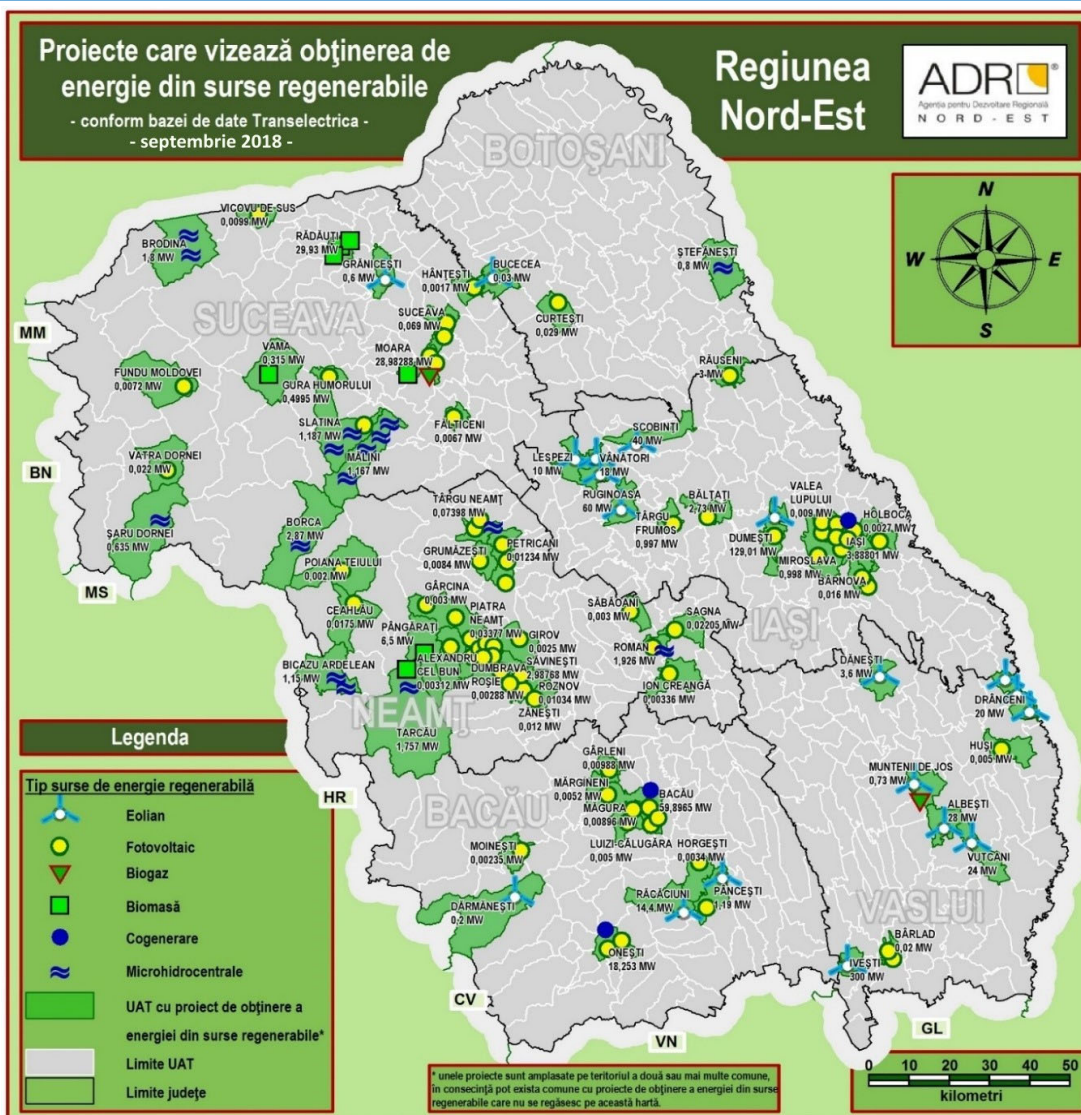 Proiecte care vizează obţinerea de
energie din surse regenerabile
- conform bazei de date Transelectrica -
- septembrie 2018 -
Regiunea
Nord-Est
ADR
Agenţia pentru Dezvoltare Regională
NORD-EST
N
W
E
S
BOTOŞANI
SUCEAVA
IAŞI
NEAMŢ
BACĂU
VASLUI
MM
BN
MS
HR
CV
VN
GL
VICOVU DE SUS
0,0099 MW
BRODINA
1,8 MW
RĂDĂUŢI
29,93 MW
GRĂNICEŞTI
0,6 MW
HÂNŢEŞTI
0,0017 MW
BUCECEA
0,03 MW
ŞTEFĂNEŞTI
0,8 MW
CURTEŞTI
0,029 MW
SUCEAVA
0,069 MW
MOARA
28,98288 MW
VAMA
0,315 MW
FUNDU MOLDOVEI
0,0072 MW
GURA HUMORULUI
0,4995 MW
RĂUSENI
3 MW
SLATINA
1,187 MW
FĂLTICENI
0,0067 MW
MĂLINI
1,167 MW
VATRA DORNEI
0,022 MW
ŞARU DORNEI
0,635 MW
SCOBINŢI
40 MW
LESPEZI
10 MW
VÂNĂTORI
18 MW
RUGINOASA
60 MW
TÂRGU
FRUMOS
0,997 MW
BĂLŢAŢI
2,73 MW
VALEA
LUPULUI
0,009 MW
HÔLBOCA
0,0027 MW
DUMEŞTI
129,01 MW
IAŞI
3,88801 MW
MIROSLAVA
0,998 MW
BÂRNOVA
0,016 MW
BORCA
2,87 MW
TÂRGU NEAMŢ
0,07398 MW
PETRICANI
0,01234 MW
GRUMĂZEŞTI
0,0084 MW
POIANA TEIULUI
0,002 MW
CEAHLĂU
0,0175 MW
GÂRCINA
0,003 MW
PÂNGĂRAŢI
6,5 MW
PIATRA
NEAMŢ
0,03377 MW
GIROV
0,0025 MW
SĂBĂOANI
0,003 MW
SAGNA
0,02205 MW
ROMAN
1,926 MW
ION CREANGĂ
0,00336 MW
BICAZU ARDELEAN
1,15 MW
ALEXANDRU
CEL BUN
0,00312 MW
DUMBRAVA
ROŞIE
0,00288 MW
SĂVINEŞTI
2,98768 MW
ROZNOV
0,01034 MW
ZĂNEŞTI
0,012 MW
TARCĂU
1,757 MW
DĂNEŞTI
3,6 MW
DRÂNCENI
20 MW
HUŞI
0,005 MW
MUNTENII DE JOS
0,73 MW
ALBEŞTI
28 MW
VUTCANI
24 MW
GÂRLENI
0,00988 MW
MĂRGINENI
0,0052 MW
BACĂU
59,8965 MW
MĂGURA
0,00896 MW
LUIZI-CĂLUGĂRA
0,005 MW
MOINEŞTI
0,00235 MW
HORGEŞTI
0,0034 MW
DĂRMĂNEŞTI
0,2 MW
RĂCĂCIUNI
14,4 MW
PÂNCEŞTI
1,19 MW
ONEŞTI
18,253 MW
BÂRLAD
0,02 MW
IVEŞTI
300 MW
Legenda
Tip surse de energie regenerabilă
Eolian
Fotovoltaic
Biogaz
Biomasă
Cogenerare
Microhidrocentrale
UAT cu proiect de obţinere a
energiei din surse regenerabile*
Limite UAT
Limite judeţe
* unele proiecte sunt amplasate pe teritoriul a două sau mai multe comune,
în consecinţă pot exista comune cu proiecte de obţinere a energiei din surse
regenerabile care nu se regăsesc pe această hartă.
0 10 20 30 40 50
kilometri